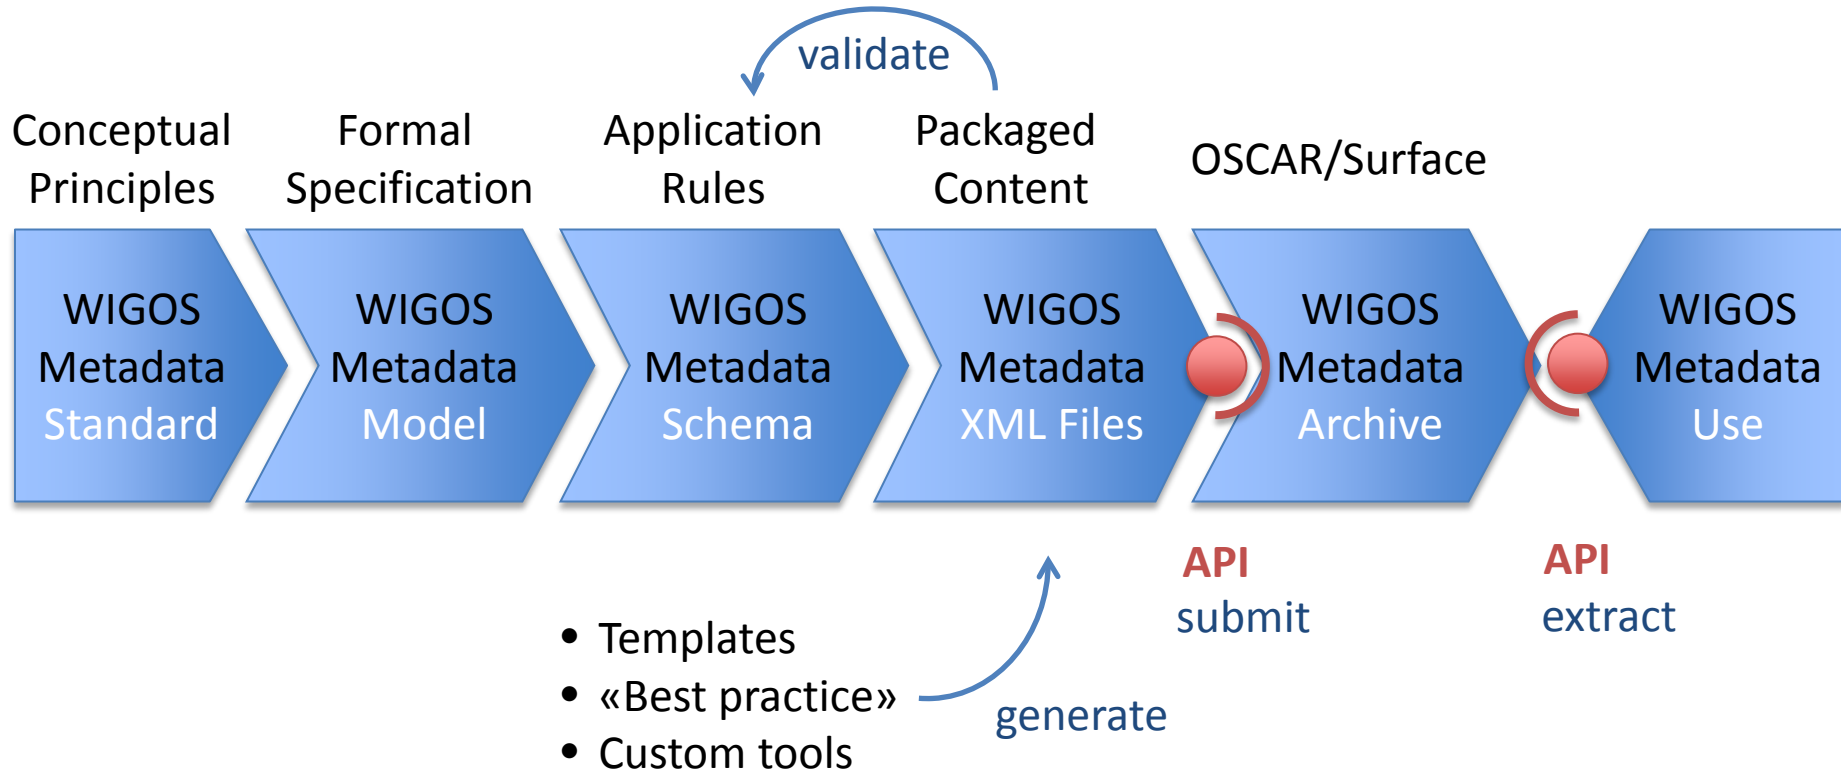 validate
Conceptual
Principles
Formal
Specification
Application
Rules
Packaged
Content
OSCAR/Surface
WIGOS
Metadata
Standard
WIGOS
Metadata
Model
WIGOS
Metadata
Schema
WIGOS
Metadata
XML Files
WIGOS
Metadata
Archive
WIGOS
Metadata
Use
API
submit
API
extract
• Templates
• «Best practice»
• Custom tools
generate